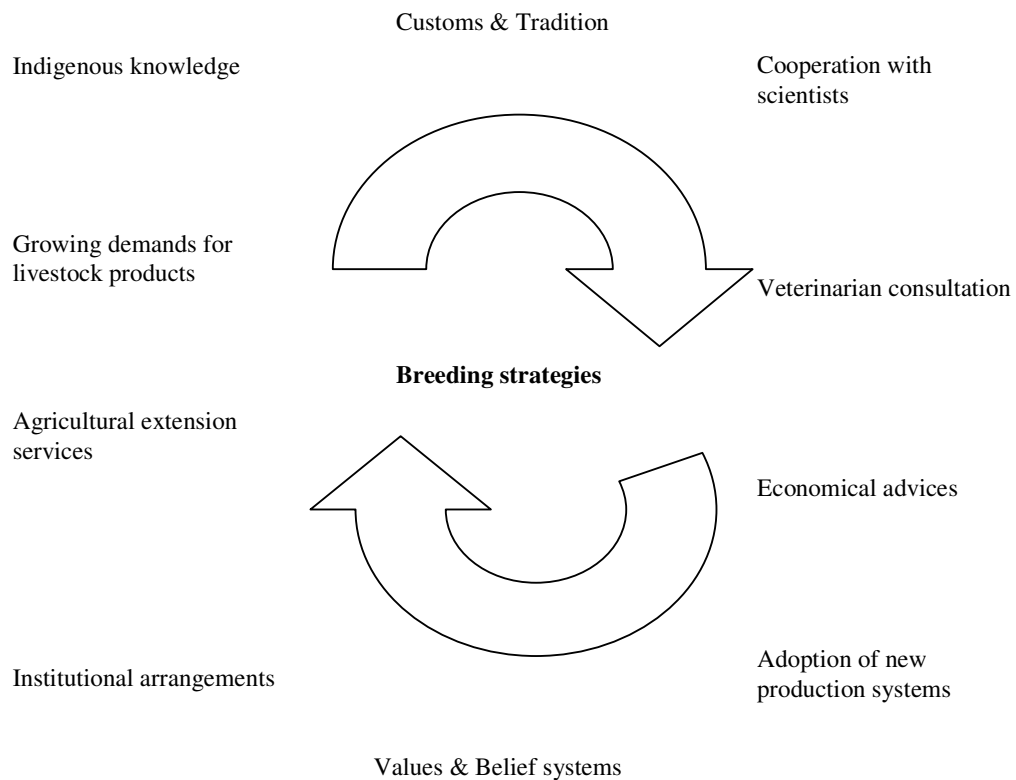 Customs & Tradition
Indigenous knowledge
Cooperation with
scientists
Growing demands for
livestock products
Veterinarian consultation
Breeding strategies
Agricultural extension
services
Economical advices
Institutional arrangements
Adoption of new
production systems
Values & Belief systems